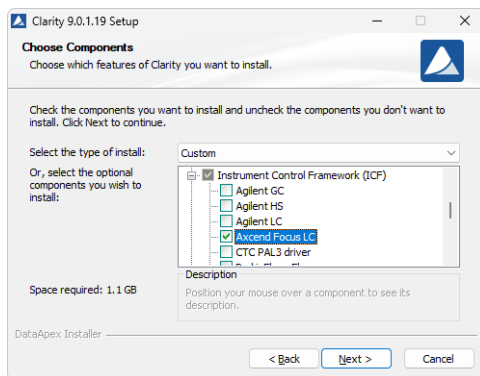 Clarity 9.0.1.19 Setup
Choose Components
Choose which features of Clarity you want to install.
Check the components you want to install and uncheck the components you don't want to
install. Click Next to continue.
Select the type of install:
Custom
Or, select the optional
components you wish to
install:
Instrument Control Framework (ICF)
Agilent GC
Agilent HS
Agilent LC
Axcend Focus LC
CTC PAL3 driver
Space required: 1.1 GB
Description
Position your mouse over a component to see its
description.
DataApex Installer
< Back
Next >
Cancel